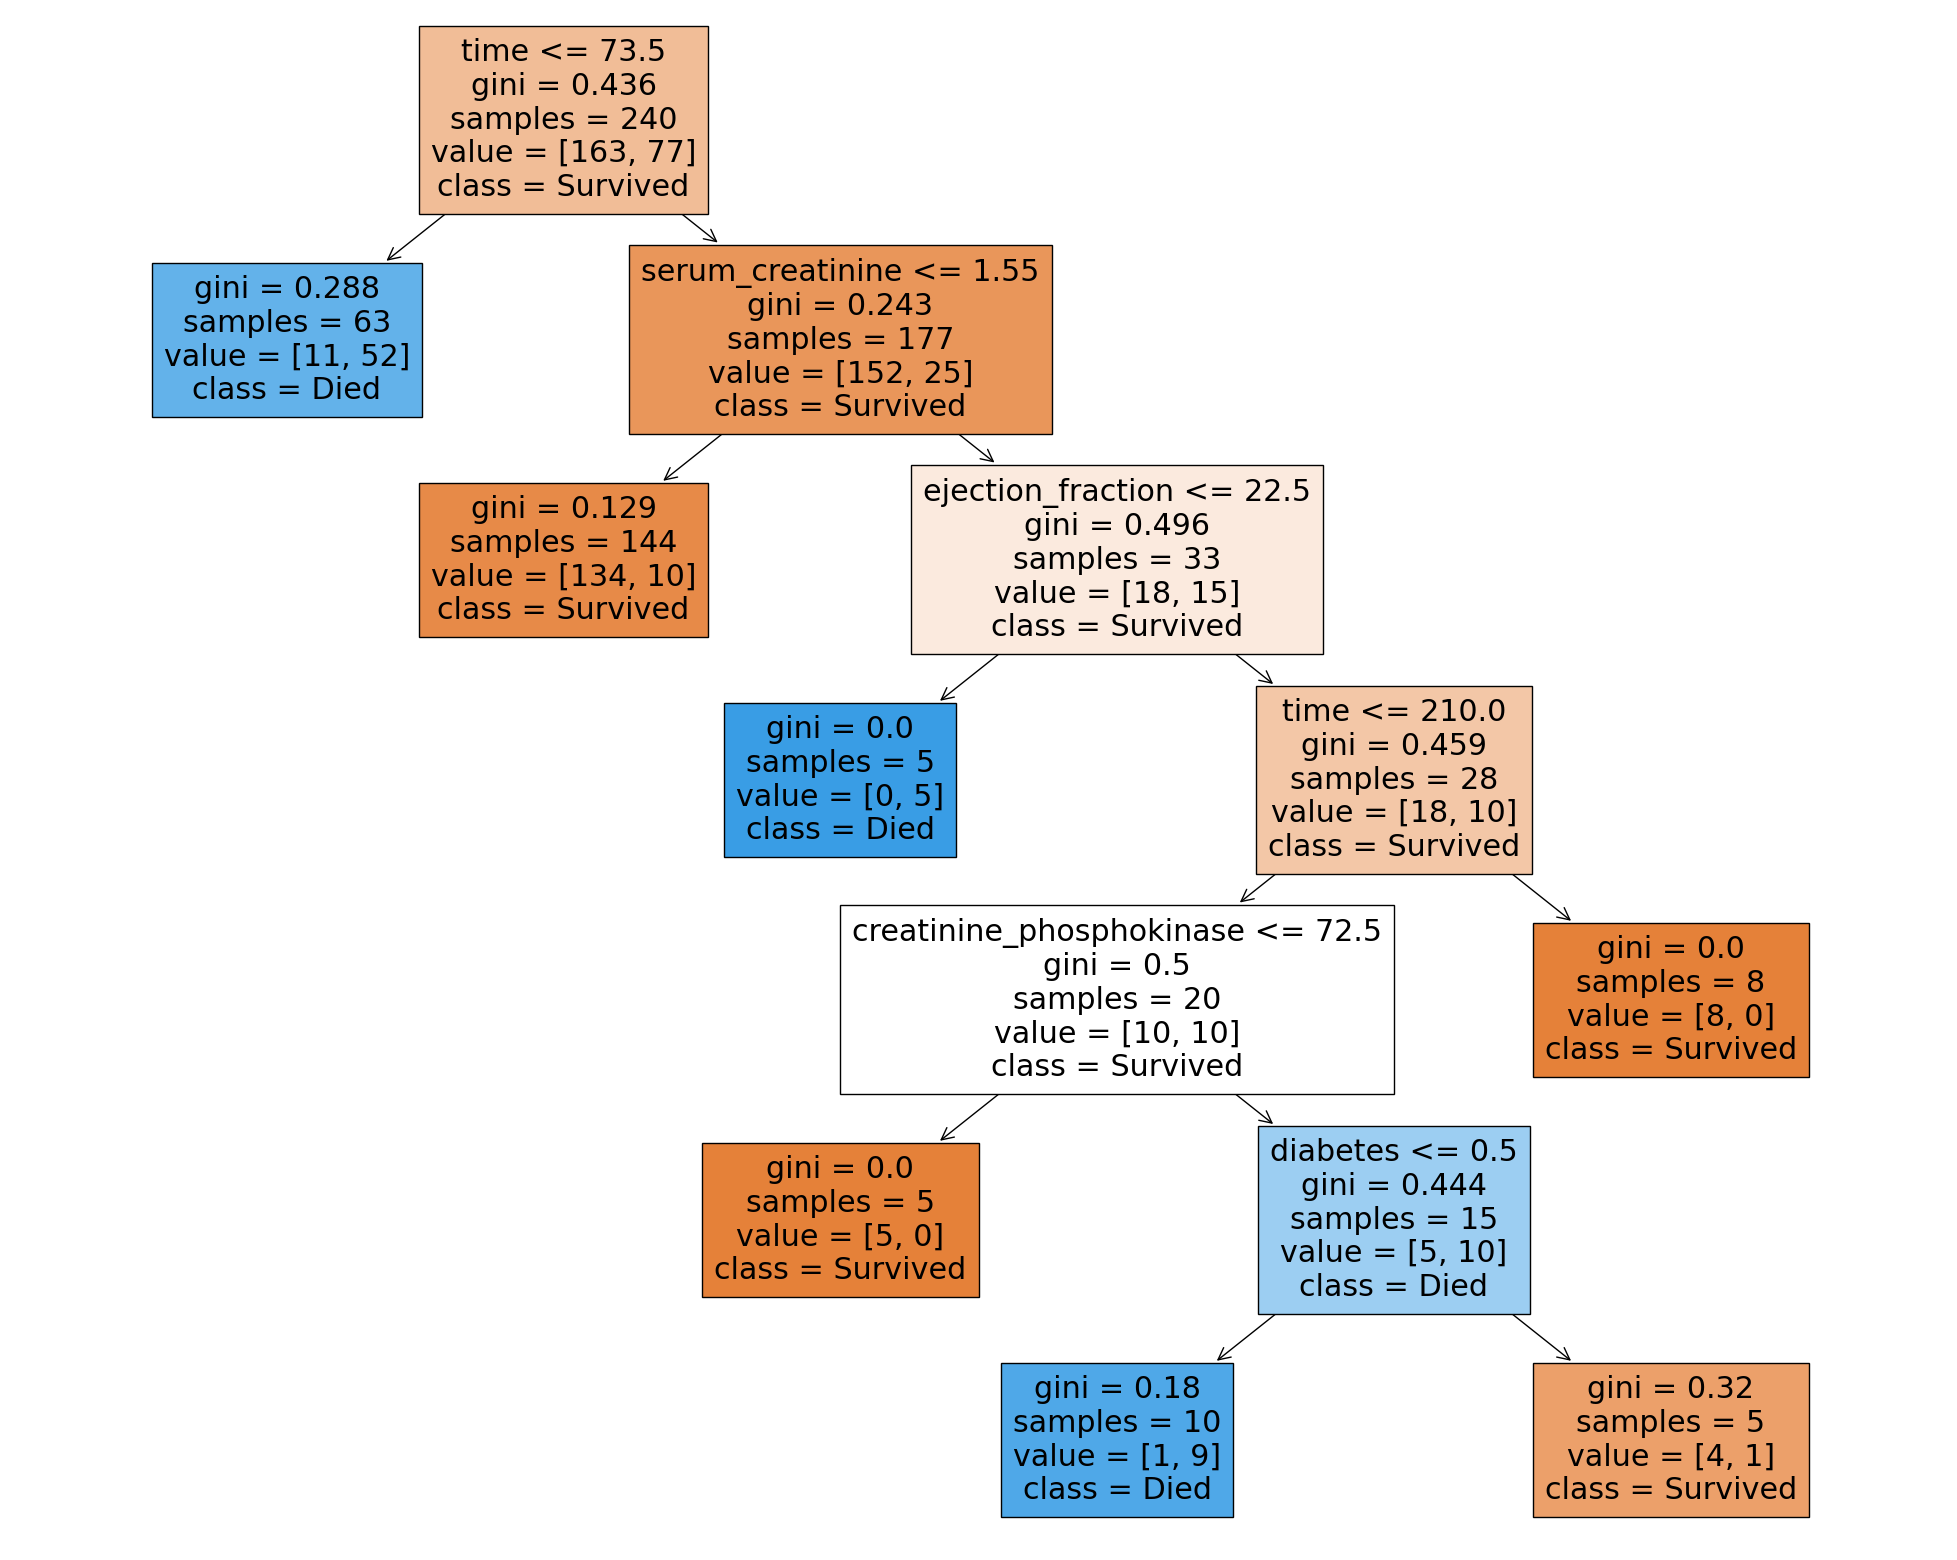 time <= 73.5
gini = 0.436
samples = 240
value = [163, 77]
class = Survived
gini = 0.288
samples = 63
value = [11, 52]
class = Died
serum_creatinine <= 1.55
gini = 0.243
samples = 177
value = [152, 25]
class = Survived
gini = 0.129
samples = 144
value = [134, 10]
class = Survived
ejection_fraction <= 22.5
gini = 0.496
samples = 33
value = [18, 15]
class = Survived
gini = 0.0
samples = 5
value = [0, 5]
class = Died
time <= 210.0
gini = 0.459
samples = 28
value = [18, 10]
class = Survived
creatinine_phosphokinase <= 72.5
gini = 0.5
samples = 20
value = [10, 10]
class = Survived
gini = 0.0
samples = 8
value = [8, 0]
class = Survived
gini = 0.0
samples = 5
value = [5, 0]
class = Survived
diabetes <= 0.5
gini = 0.444
samples = 15
value = [5, 10]
class = Died
gini = 0.18
samples = 10
value = [1, 9]
class = Died
gini = 0.32
samples = 5
value = [4, 1]
class = Survived